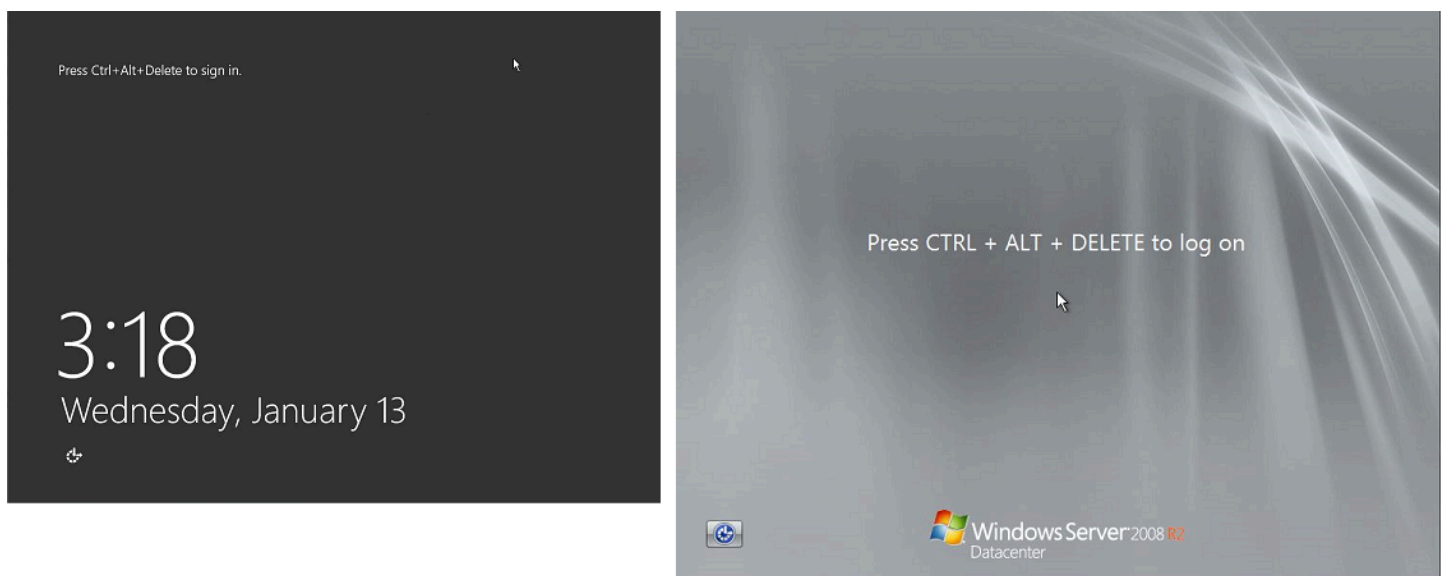 Press Ctrl+Alt+Delete to sign in.
3:18
Wednesday, January 13
Press CTRL + ALT + DELETE to log on
Windows Server 2008 R2
Datacenter